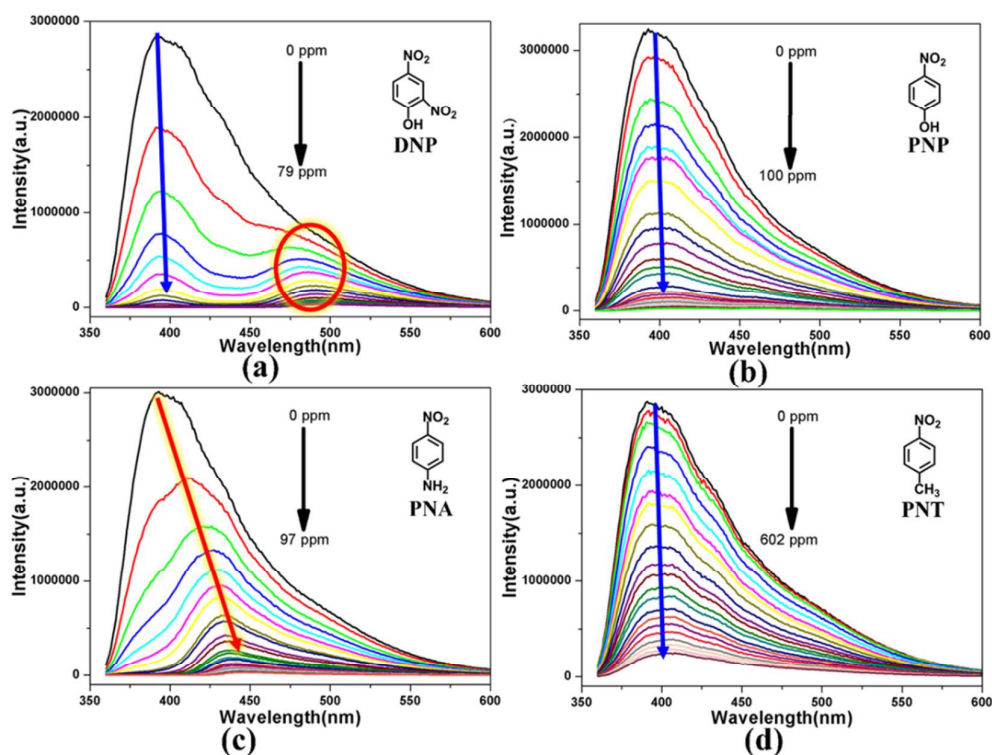 3000000
2000000
1000000
0
350
400
450
500
550
600
Intensity(a.u.)
Wavelength(nm)
0 ppm
79 ppm
NO2
NO2
OH
DNP
(a)
3000000
2000000
1000000
0
350
400
450
500
550
600
Intensity(a.u.)
Wavelength(nm)
0 ppm
100 ppm
NO2
OH
PNP
(b)
3000000
2000000
1000000
0
350
400
450
500
550
600
Intensity(a.u.)
Wavelength(nm)
0 ppm
97 ppm
NO2
NH2
PNA
(c)
3000000
2000000
1000000
0
350
400
450
500
550
600
Intensity(a.u.)
Wavelength(nm)
0 ppm
602 ppm
NO2
CH3
PNT
(d)